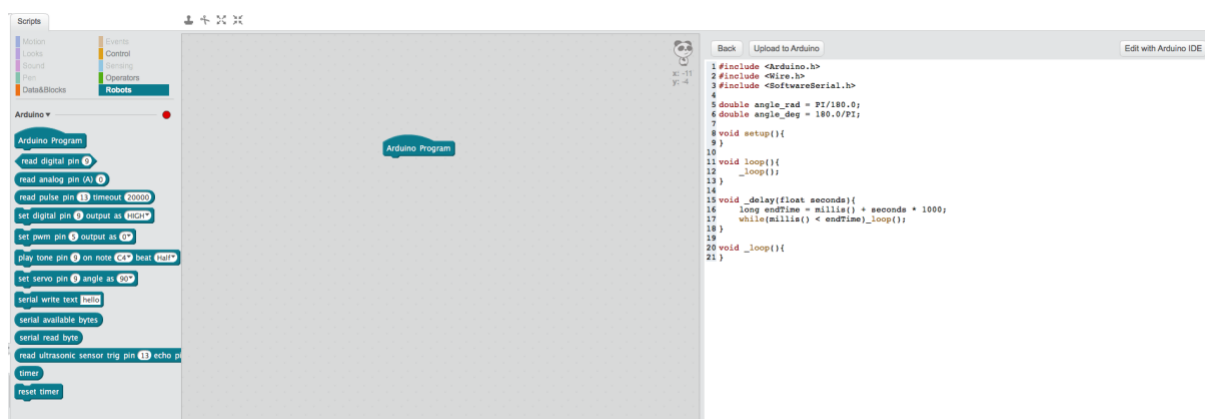 Scripts
Motion
Looks
Sound
Pen
Data&Blocks
Events
Control
Sensing
Operators
Robots
Arduino
Arduino Program
read digital pin 9
read analog pin (A) 0
read pulse pin 13 timeout 20000
set digital pin 9 output as HIGH
set pwm pin 5 output as 0
play tone pin 9 on note C4 beat Half
set servo pin 9 angle as 90
serial write text hello
serial available bytes
serial read byte
read ultrasonic sensor trig pin 13 echo pi
timer
reset timer
Arduino Program
x: -11
y: -4
Back
Upload to Arduino
Edit with Arduino IDE
1 #include <Arduino.h>
2 #include <Wire.h>
3 #include <SoftwareSerial.h>
4
5 double angle_rad = PI/180.0;
6 double angle_deg = 180.0/PI;
7
8 void setup(){
9 }
10
11 void loop(){
12 _loop();
13 }
14
15 void _delay(float seconds){
16 long endTime = millis() + seconds * 1000;
17 while(millis() < endTime)_loop();
18 }
19
20 void _loop(){
21 }